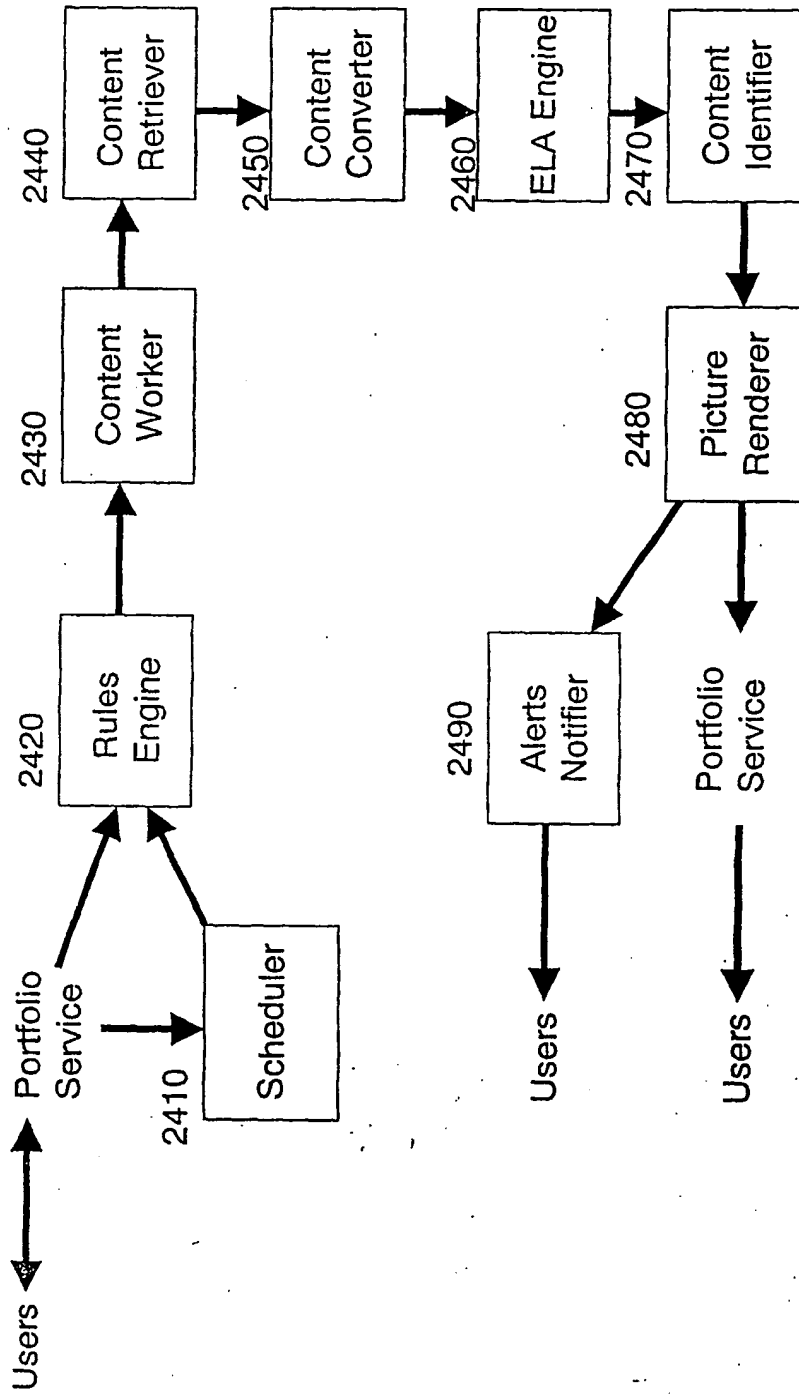 Users
Portfolio
Service
2410
Scheduler
2420
Rules
Engine
2430
Content
Worker
2440
Content
Retriever
2450
Content
Converter
2460
ELA Engine
2470
Content
Identifier
2480
Picture
Renderer
2490
Alerts
Notifier
Users
Portfolio
Service
Users